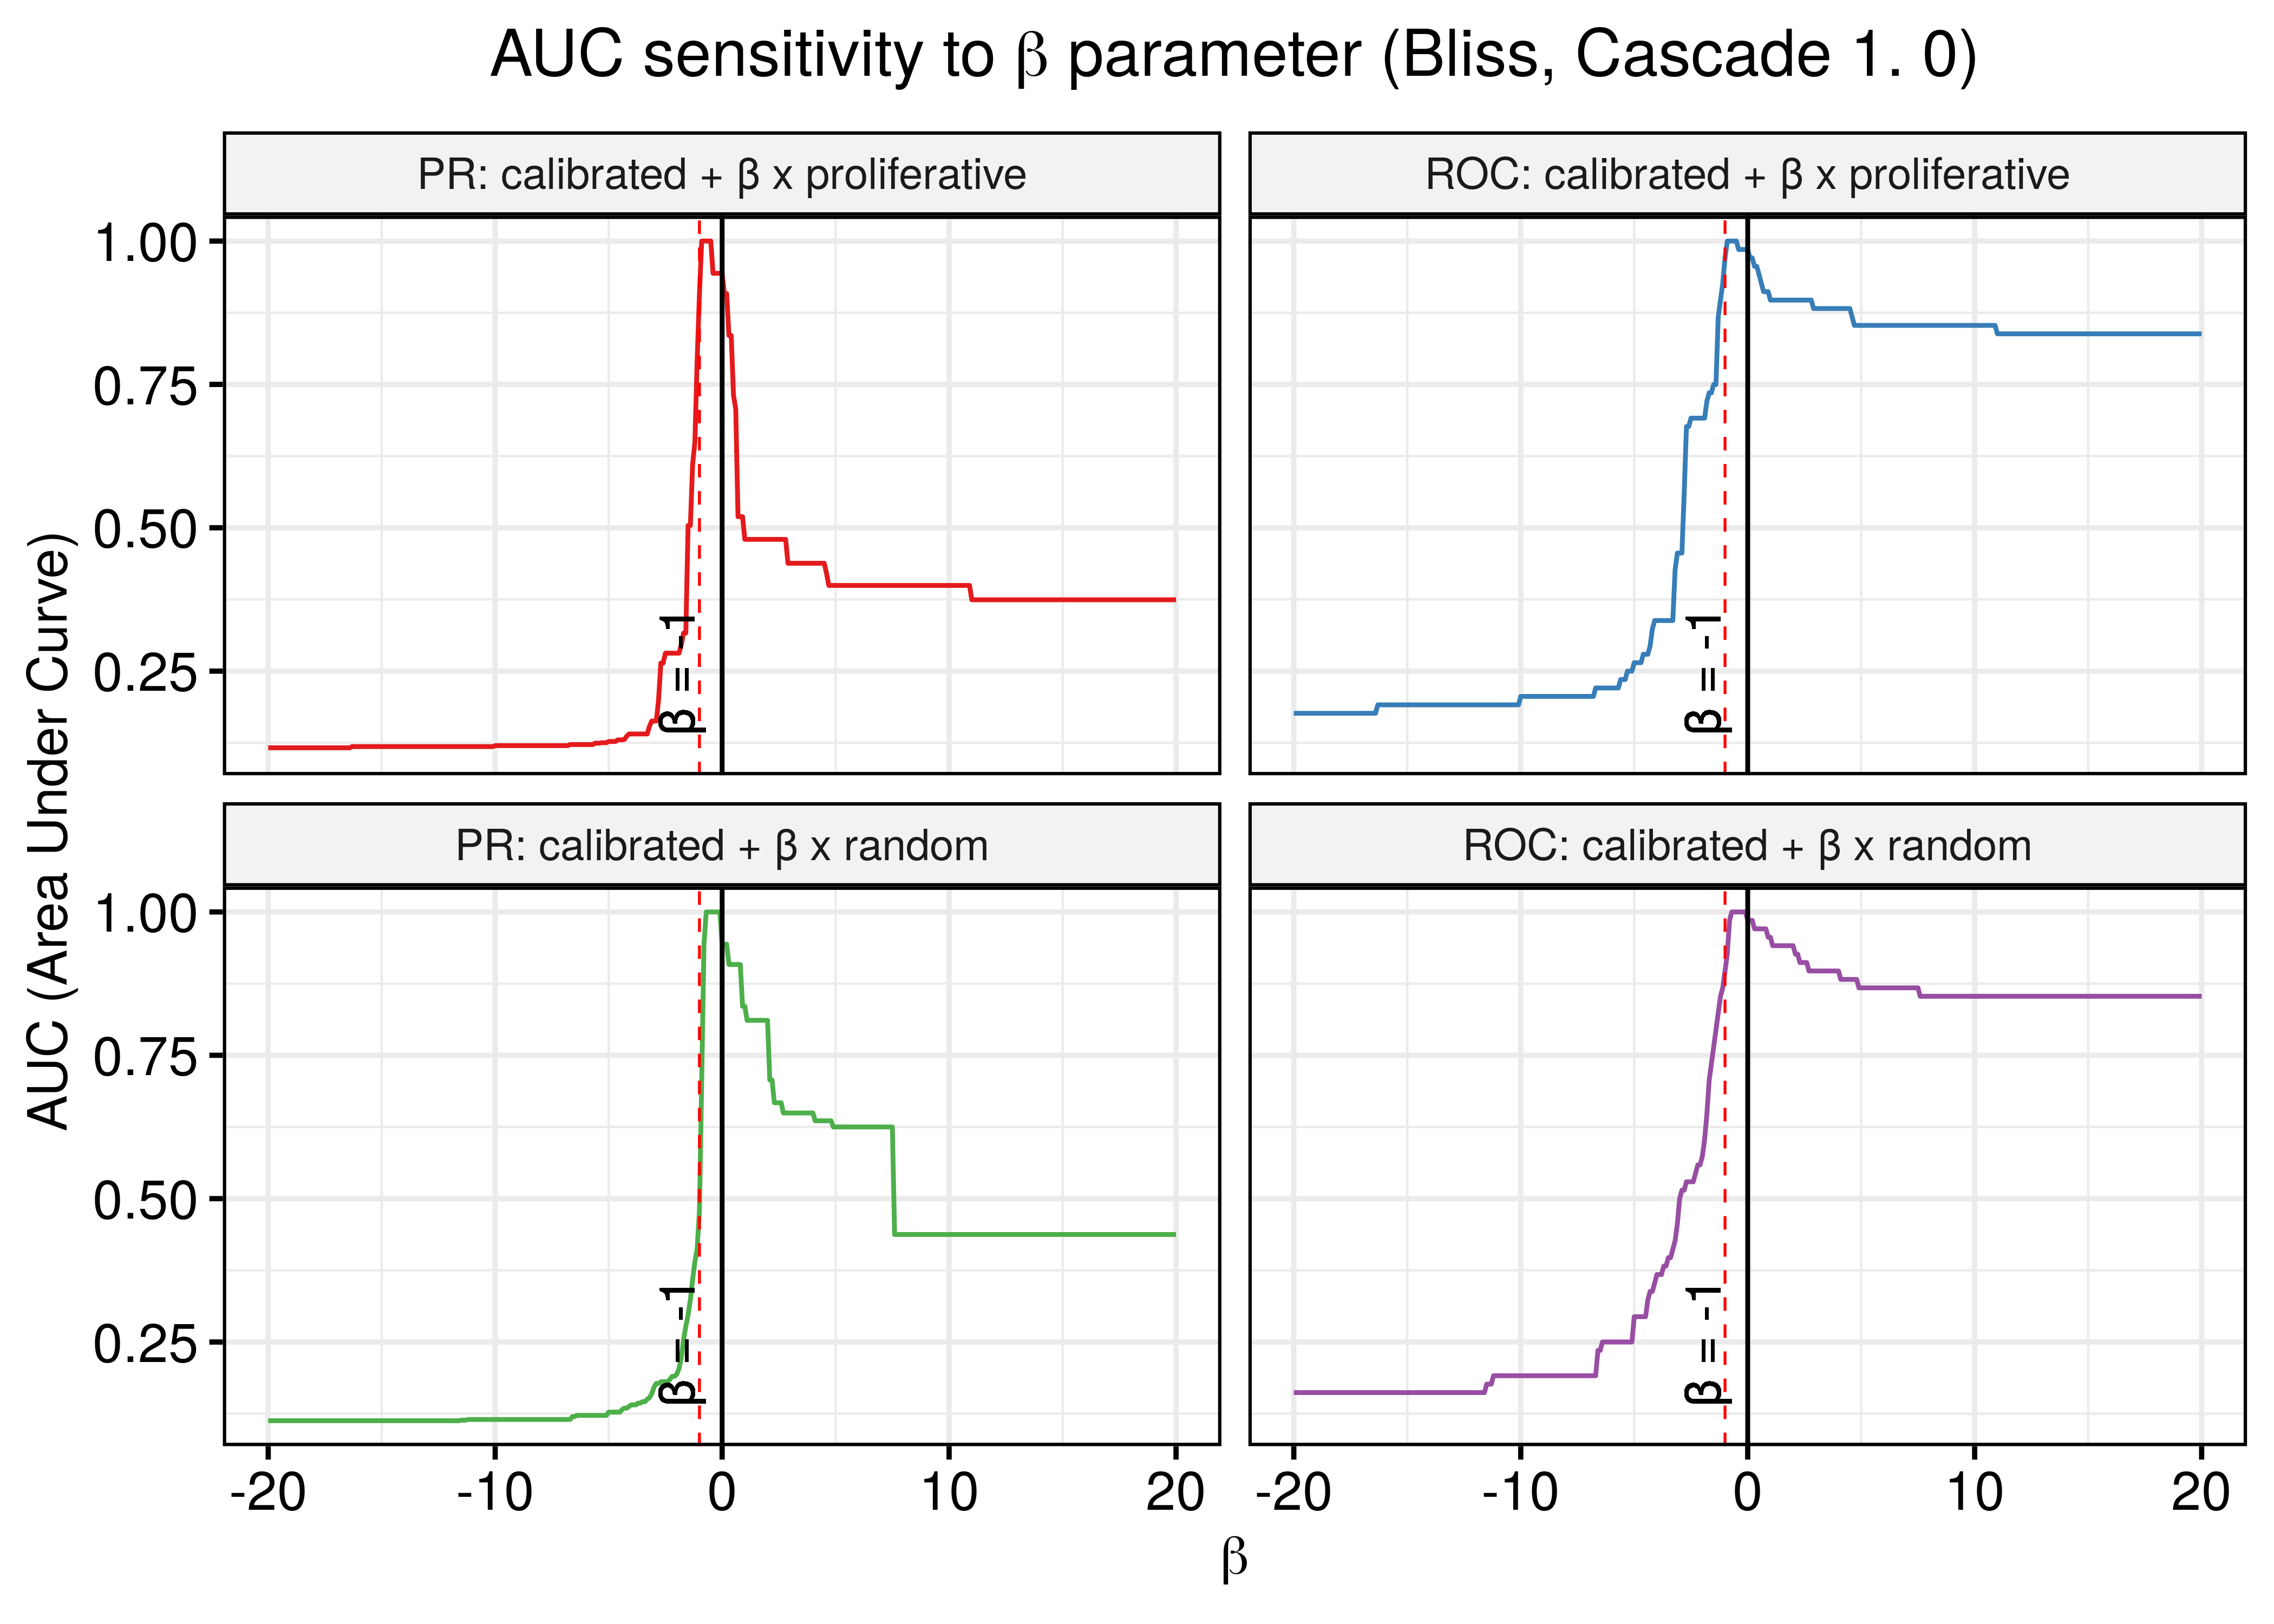 AUC sensitivity to β parameter (Bliss, Cascade 1. 0)
PR: calibrated + β x proliferative
ROC: calibrated + β x proliferative
1.00
0.75
0.50
0.25
β = -1
β = -1
PR: calibrated + β x random
ROC: calibrated + β x random
1.00
0.75
0.50
0.25
β = -1
β = -1
AUC (Area Under Curve)
-20 -10 0 10 20
-20 -10 0 10 20
β